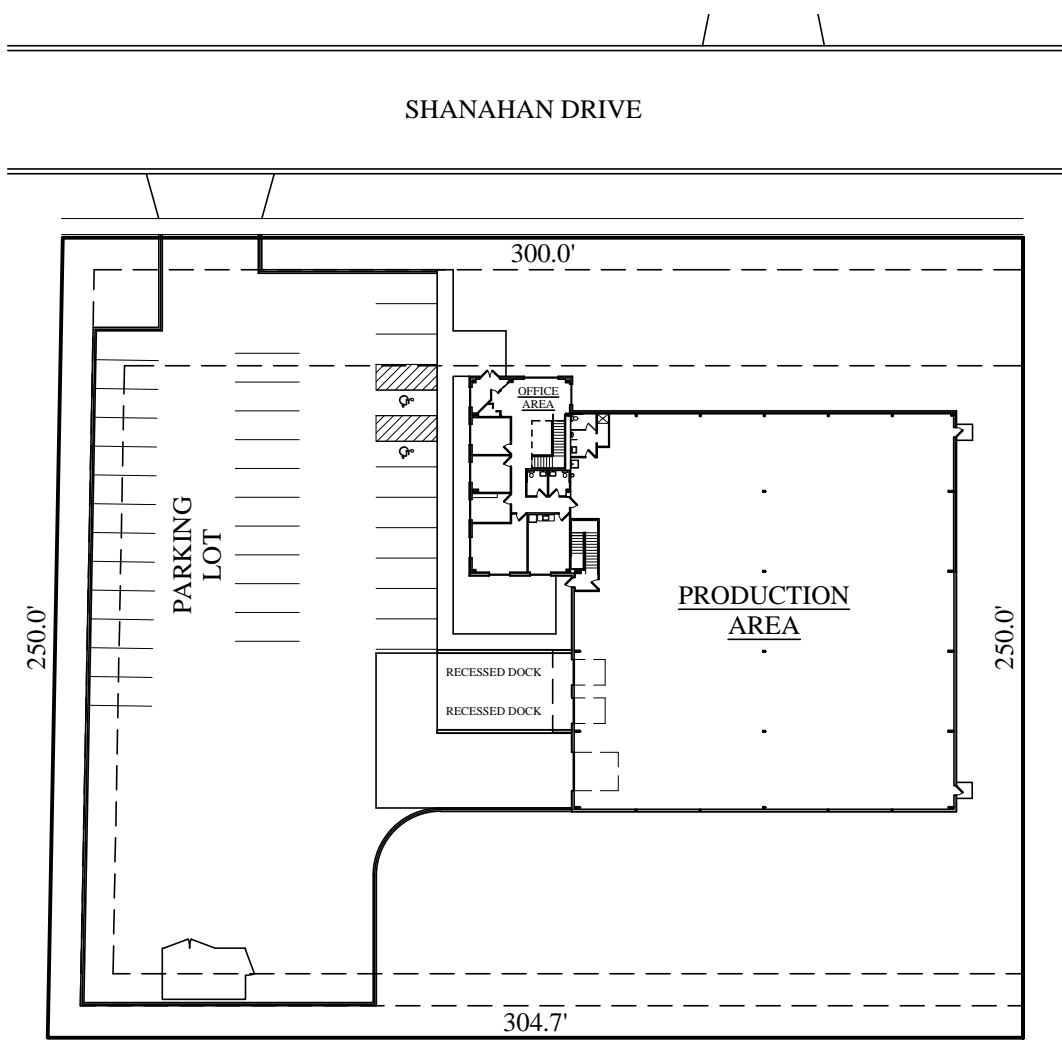 SHANAHAN DRIVE
300.0'
OFFICE
AREA
PARKING
LOT
250.0'
PRODUCTION
AREA
250.0'
RECESSED DOCK
RECESSED DOCK
304.7'